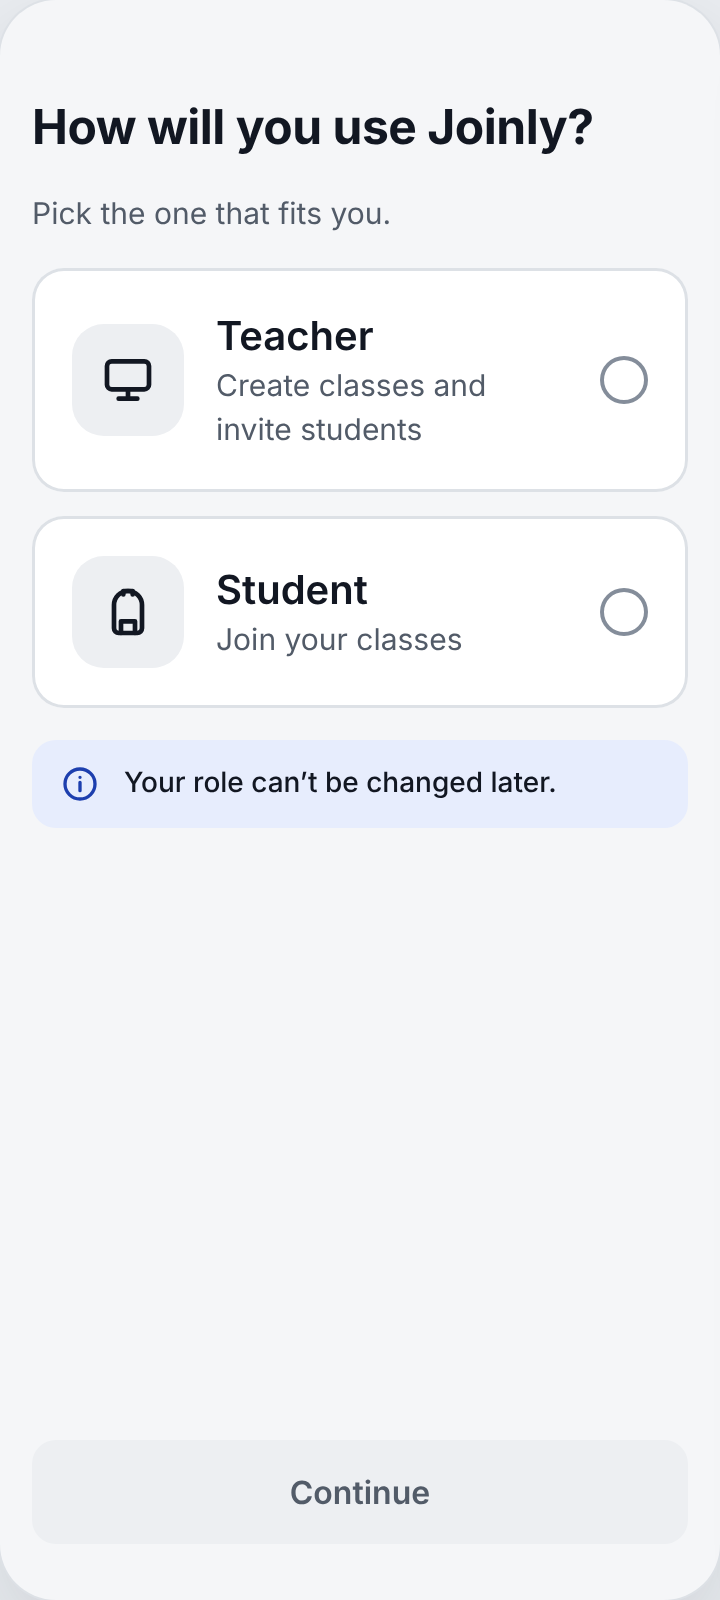 How will you use Joinly?
Pick the one that fits you.
Teacher
Create classes and
invite students
Student
Join your classes
Your role can’t be changed later.
Continue